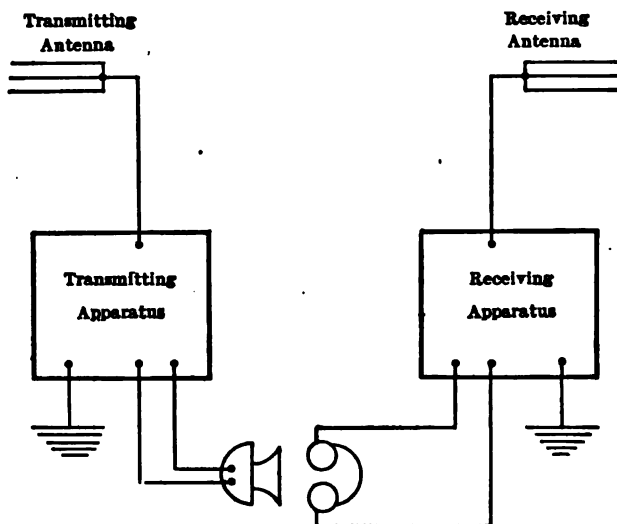 Transmitting
Antenna
Receiving
Antenna
Transmitting
Apparatus
Receiving
Apparatus